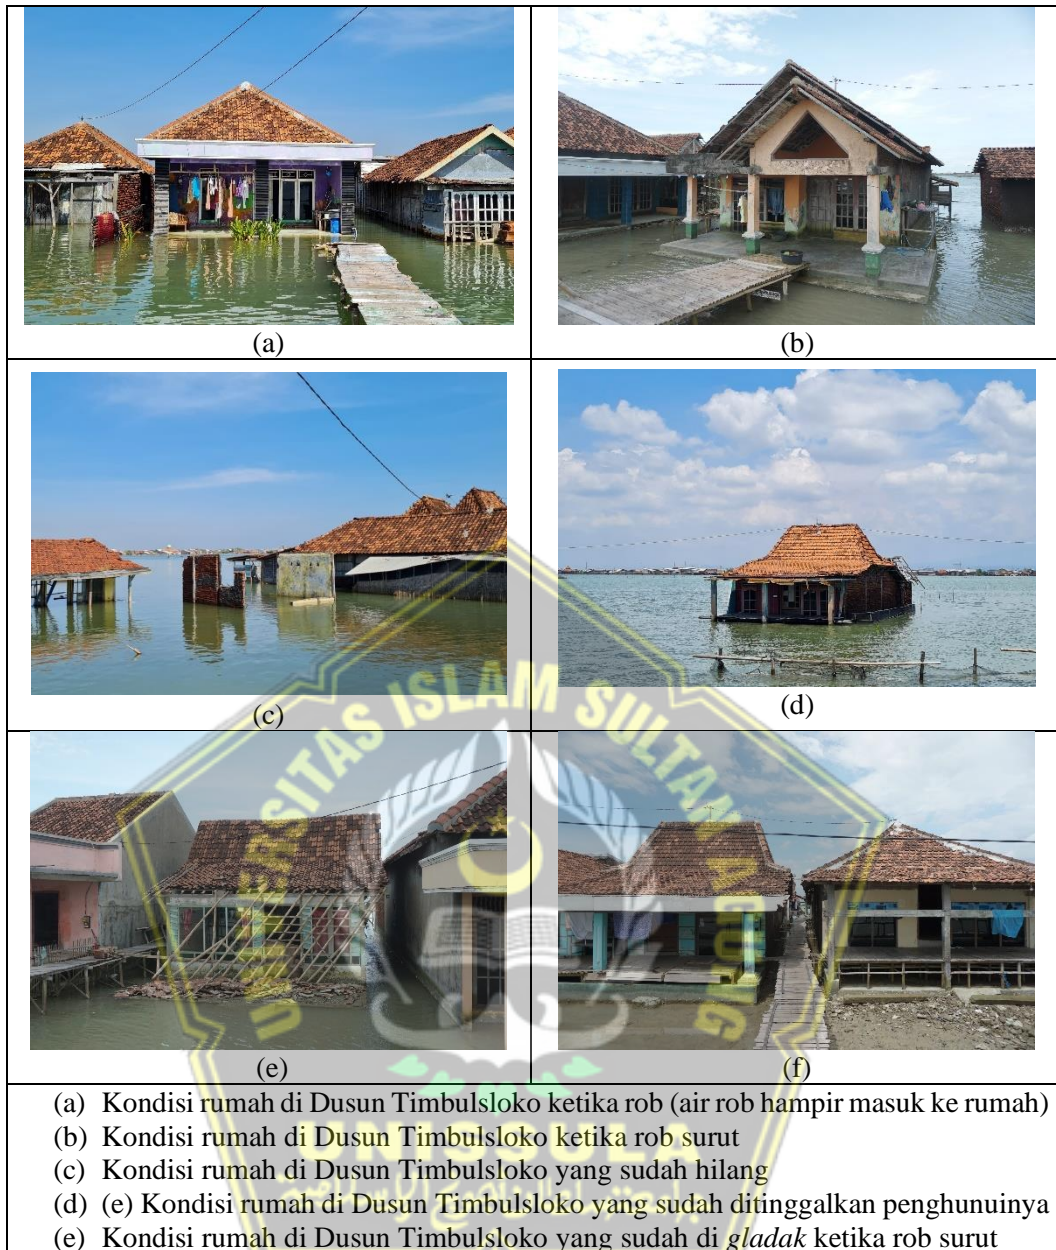 (a)
(b)
(c)
(d)
(e)
(f)
(a) Kondisi rumah di Dusun Timbulsloko ketika rob (air rob hampir masuk ke rumah)
(b) Kondisi rumah di Dusun Timbulsloko ketika rob surut
(c) Kondisi rumah di Dusun Timbulsloko yang sudah hilang
(d) (e) Kondisi rumah di Dusun Timbulsloko yang sudah ditinggalkan penghuinya
(e) Kondisi rumah di Dusun Timbulsloko yang sudah di gladak ketika rob surut
UNIVERSITAS ISLAM SULTAN AGUNG
UNISSULA